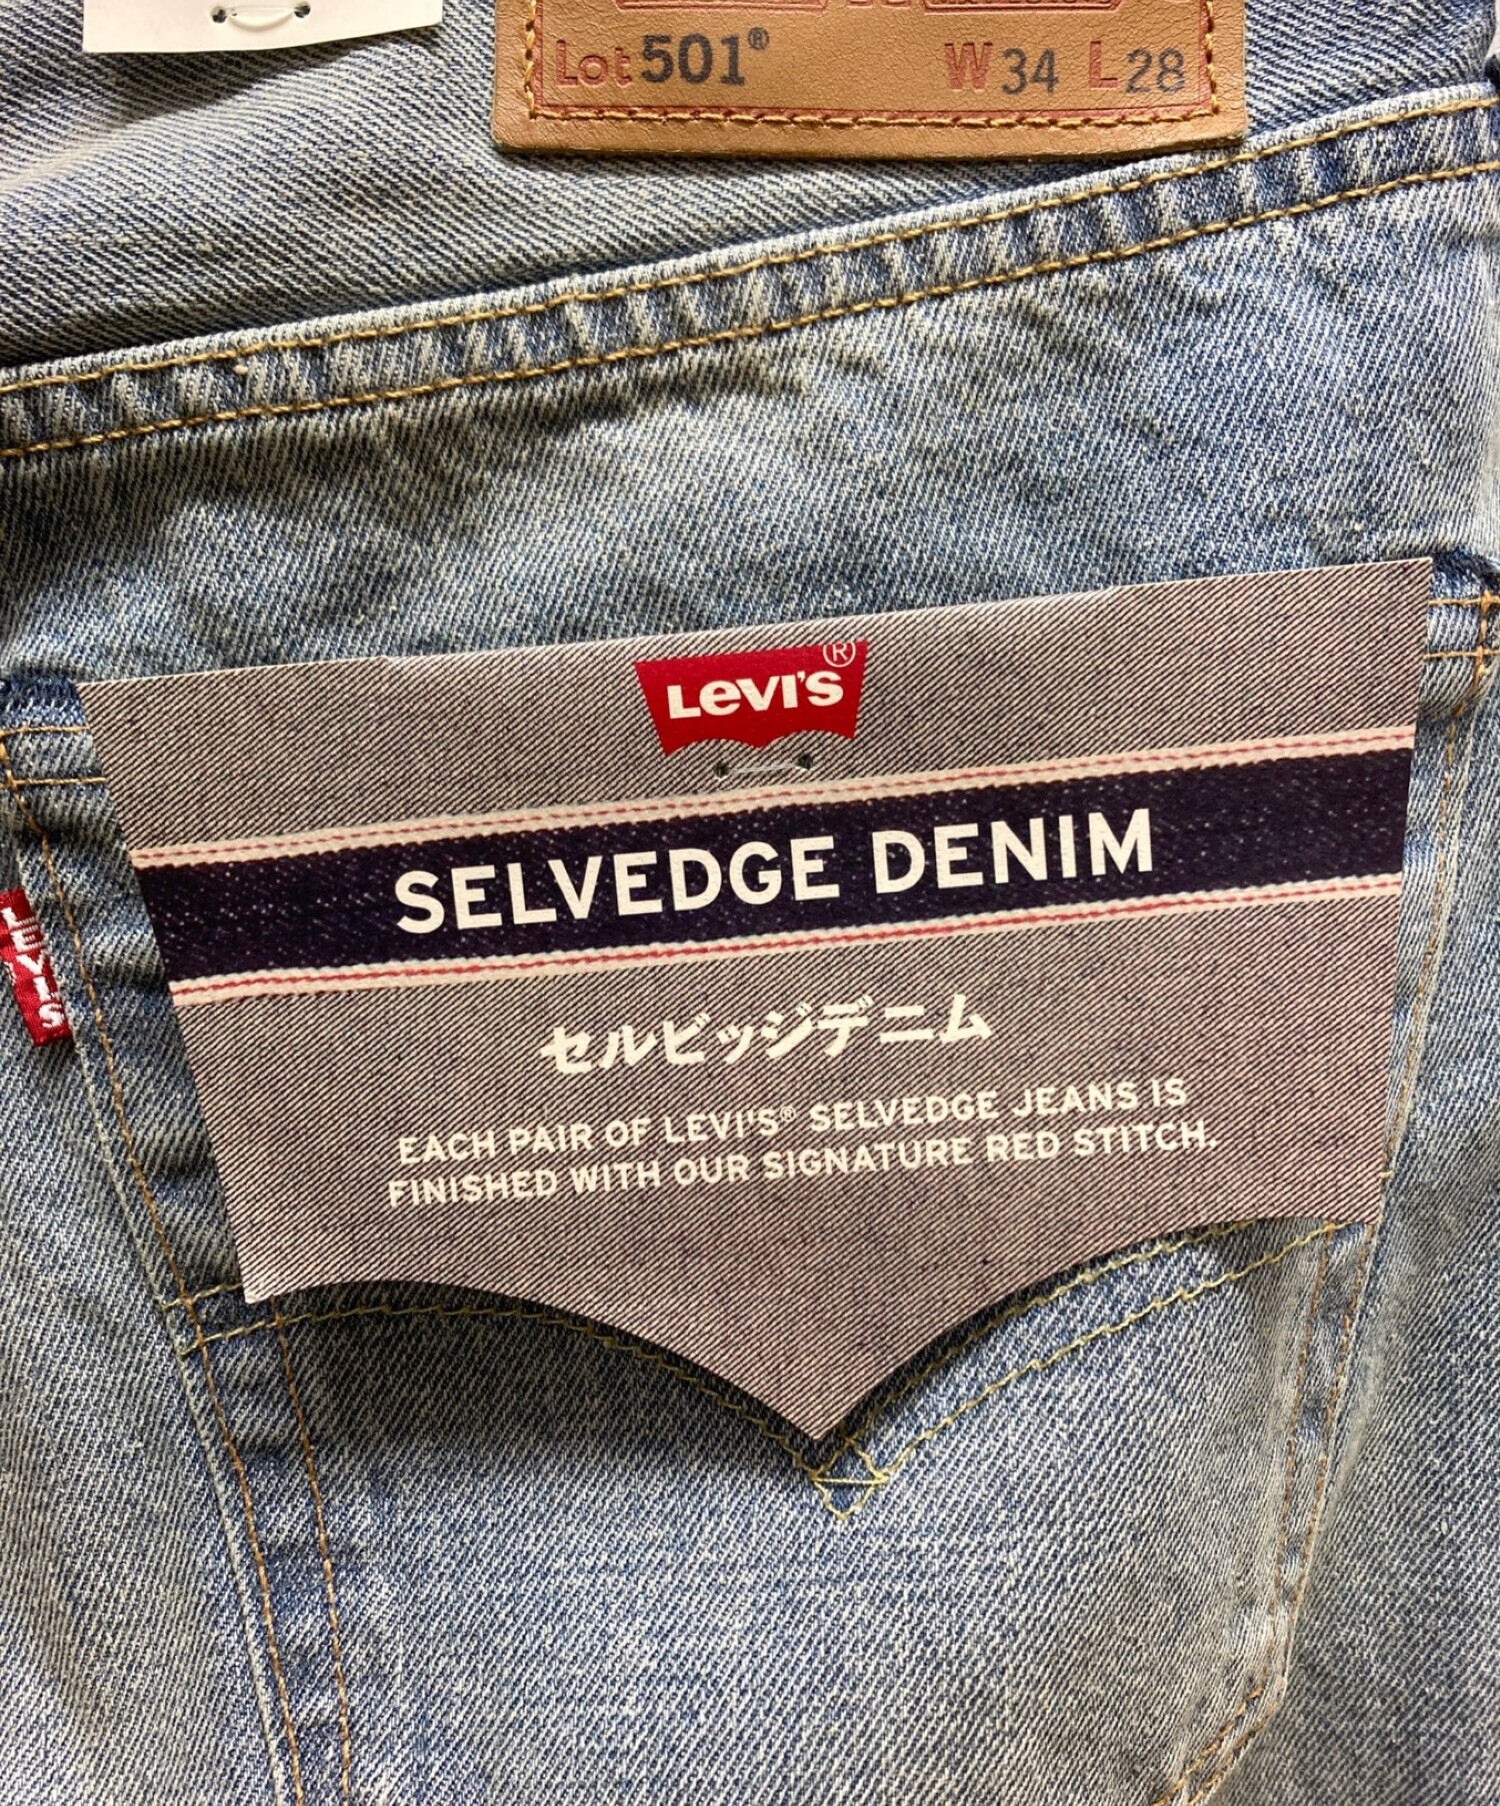 Lot 501® W34 L28
LEVI'S®
SELVEDGE DENIM
LEVI'S
セルビッジデニム
EACH PAIR OF LEVI'S® SELVEDGE JEANS IS
FINISHED WITH OUR SIGNATURE RED STITCH.